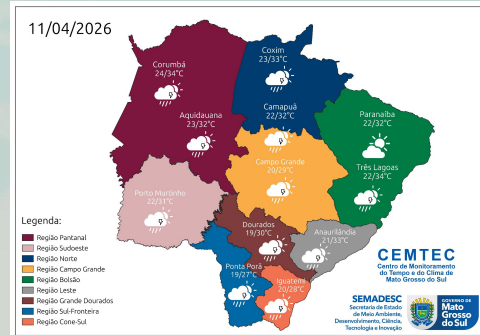 11/04/2026
Corumbá
24/34°C
Coxim
23/33°C
Aquidauana
23/32°C
Camapuã
22/32°C
Paranaíba
22/32°C
Três Lagoas
22/34°C
Campo Grande
20/29°C
Porto Murtinho
22/31°C
Dourados
19/30°C
Anaurilândia
21/33°C
Ponta Porã
19/27°C
Iguatemi
20/28°C
Legenda:
Região Pantanal
Região Sudoeste
Região Norte
Região Campo Grande
Região Bolsão
Região Leste
Região Grande Dourados
Região Sul-Fronteira
Região Cone-Sul
CEMTEC
Centro de Monitoramento
do Tempo e do Clima de
Mato Grosso do Sul
SEMADESC
Secretaria de Estado
de Meio Ambiente,
Desenvolvimento, Ciência,
Tecnologia e Inovação
GOVERNO DE
Mato
Grosso
do Sul